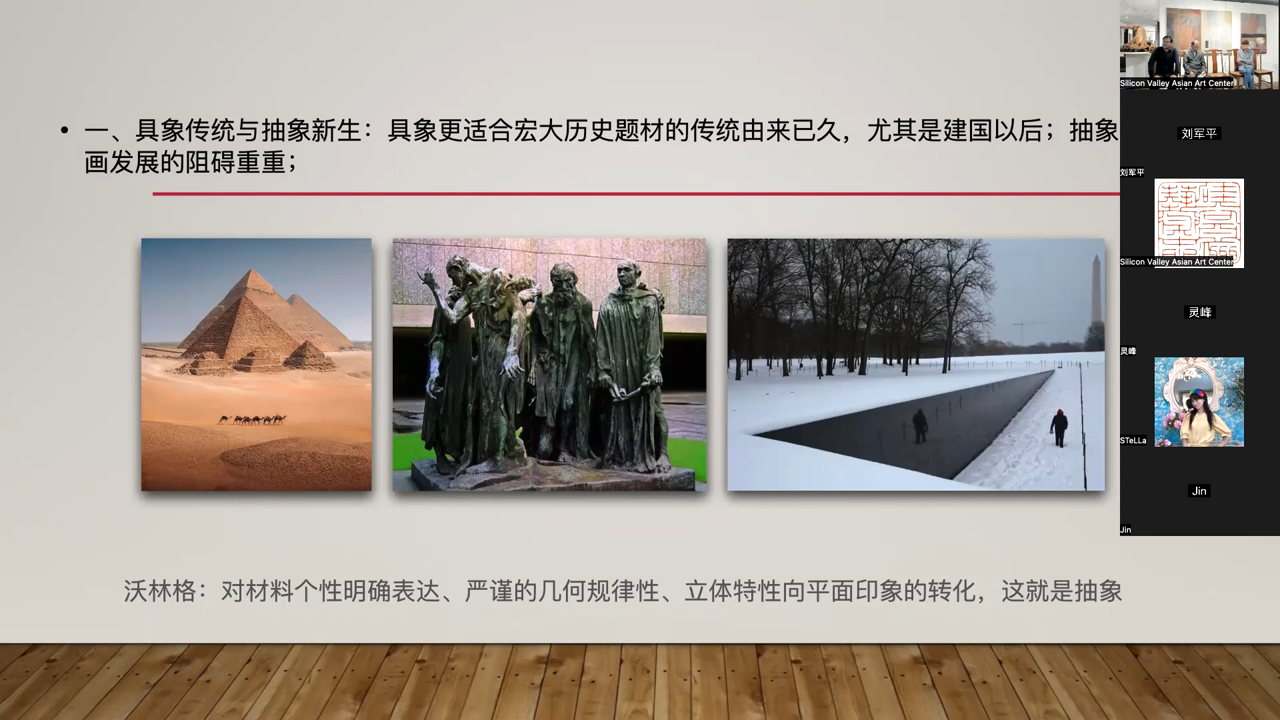 • 一、具象传统与抽象新生：具象更适合宏大历史题材的传统由来已久，尤其是建国以后；抽象
画发展的阻碍重重；
沃林格：对材料个性明确表达、严谨的几何规律性、立体特性向平面印象的转化，这就是抽象
Silicon Valley Asian Art Center
刘军平
刘军平
Silicon Valley Asian Art Center
灵峰
灵峰
STeLLa
Jin
Jin